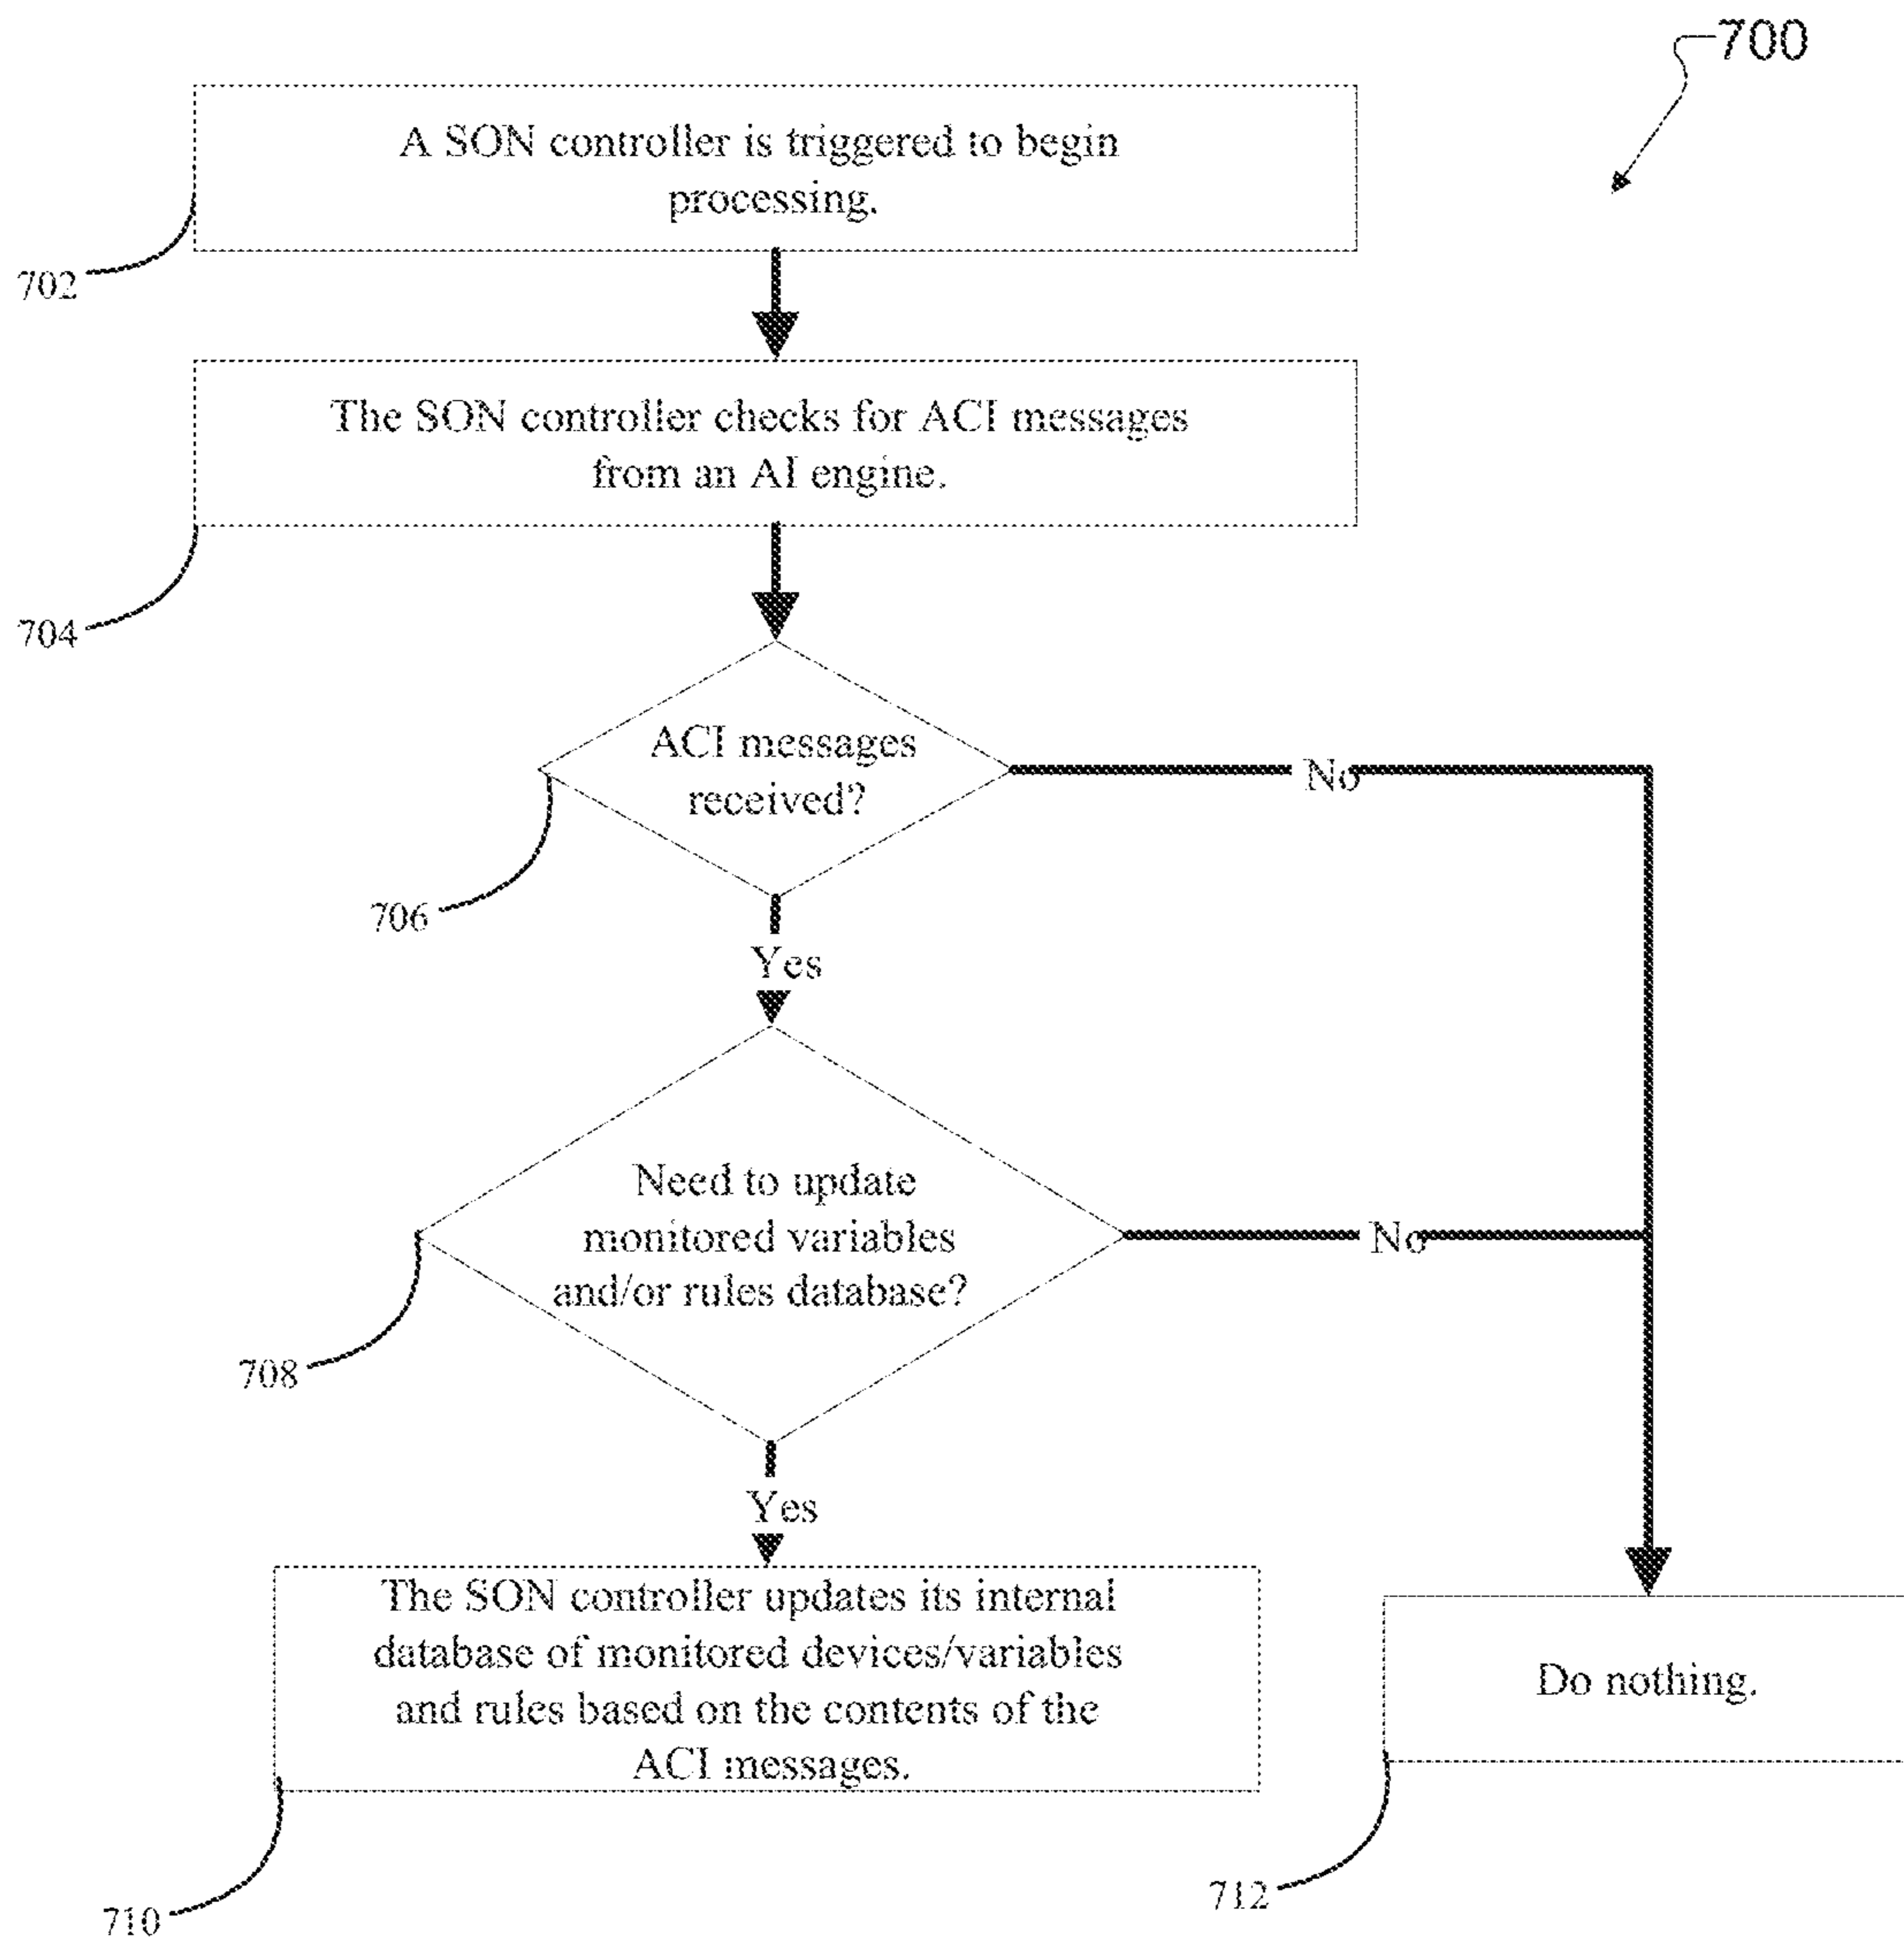 700
A SON controller is triggered to begin
processing.
702
The SON controller checks for ACI messages
from an AI engine.
704
ACI messages
received?
No
706
Yes
Need to update
monitored variables
and/or rules database?
No
708
Yes
The SON controller updates its internal
database of monitored devices/variables
and rules based on the contents of the
ACI messages.
Do nothing.
710
712